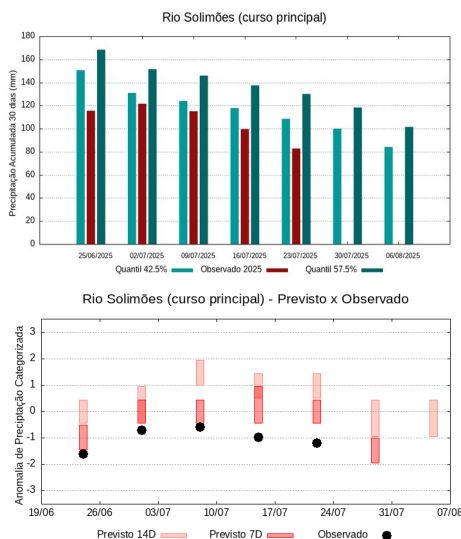 Rio Solimões (curso principal)
Precipitação Acumulada 30 dias (mm)
180
160
140
120
100
80
60
40
20
0
25/06/2025 02/07/2025 09/07/2025 16/07/2025 23/07/2025 30/07/2025 06/08/2025
Quantil 42.5% Observado 2025 Quantil 57.5%
Rio Solimões (curso principal) - Previsto x Observado
Anomalia de Preciptação Categorizada
3
2
1
0
-1
-2
-3
19/06 26/06 03/07 10/07 17/07 24/07 31/07 07/08
Previsto 14D Previsto 7D Observado